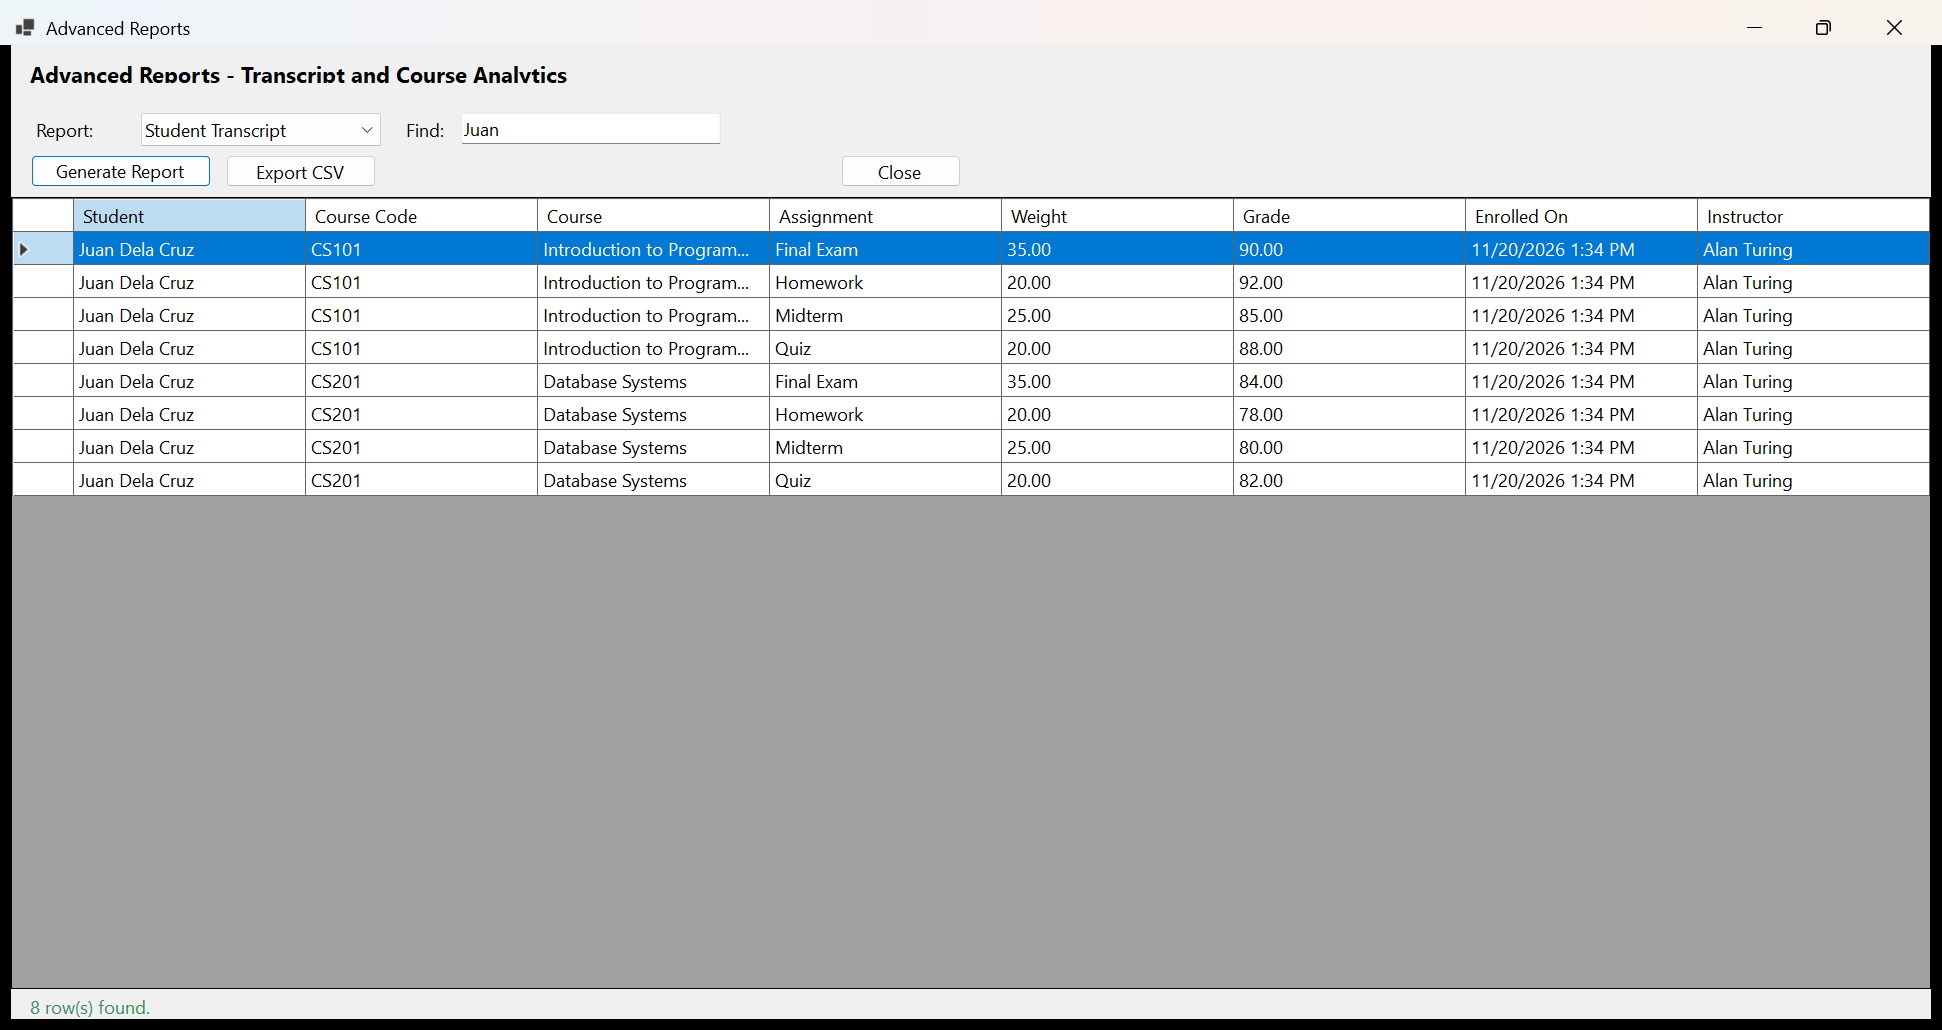 Advanced Reports
Advanced Reports - Transcript and Course Analytics
Report: Student Transcript Find: Juan
Generate Report Export CSV Close
Student Course Code Course Assignment Weight Grade Enrolled On Instructor
Juan Dela Cruz CS101 Introduction to Program... Final Exam 35.00 90.00 11/20/2026 1:34 PM Alan Turing
Juan Dela Cruz CS101 Introduction to Program... Homework 20.00 92.00 11/20/2026 1:34 PM Alan Turing
Juan Dela Cruz CS101 Introduction to Program... Midterm 25.00 85.00 11/20/2026 1:34 PM Alan Turing
Juan Dela Cruz CS101 Introduction to Program... Quiz 20.00 88.00 11/20/2026 1:34 PM Alan Turing
Juan Dela Cruz CS201 Database Systems Final Exam 35.00 84.00 11/20/2026 1:34 PM Alan Turing
Juan Dela Cruz CS201 Database Systems Homework 20.00 78.00 11/20/2026 1:34 PM Alan Turing
Juan Dela Cruz CS201 Database Systems Midterm 25.00 80.00 11/20/2026 1:34 PM Alan Turing
Juan Dela Cruz CS201 Database Systems Quiz 20.00 82.00 11/20/2026 1:34 PM Alan Turing
8 row(s) found.